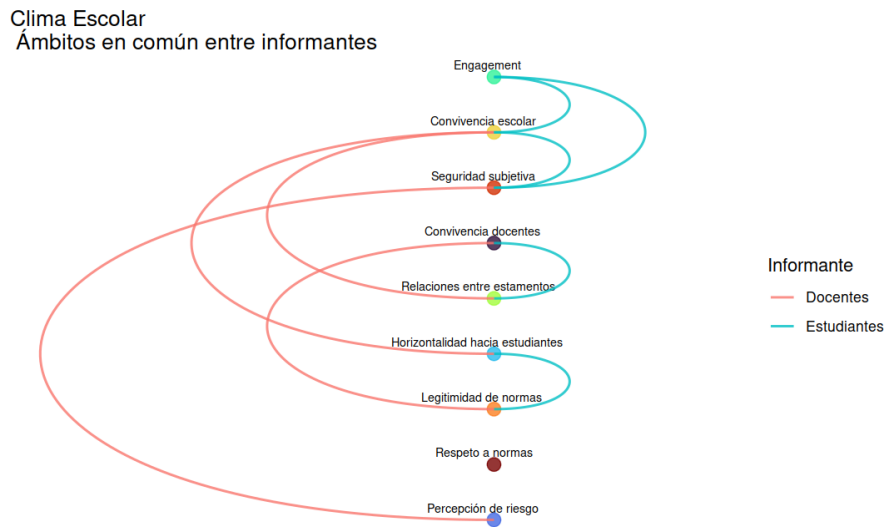 Clima Escolar
Ámbitos en común entre informantes
Engagement
Convivencia escolar
Seguridad subjetiva
Convivencia docentes
Relaciones entre estamentos
Horizontalidad hacia estudiantes
Legitimidad de normas
Respeto a normas
Percepción de riesgo
Informante
Docentes
Estudiantes